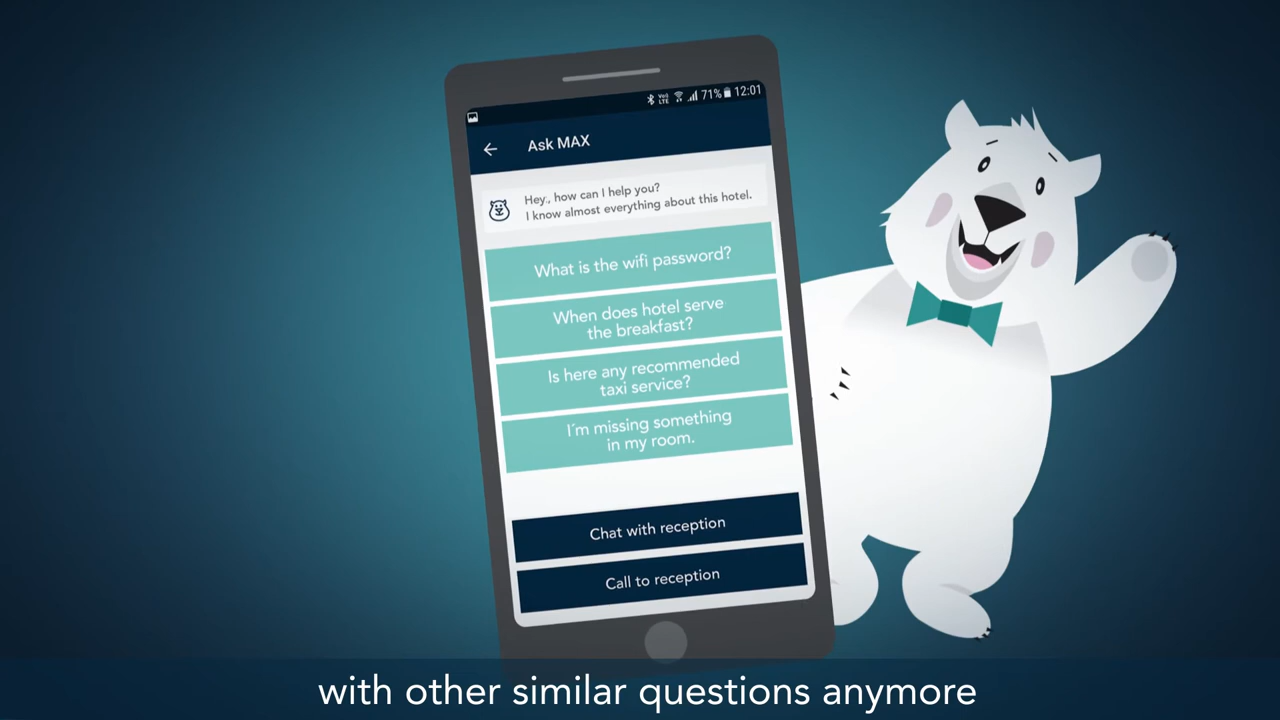 VoLTE 71% 12:01
Ask MAX
Hey., how can I help you?
I know almost everything about this hotel.
What is the wifi password?
When does hotel serve
the breakfast?
Is here any recommended
taxi service?
I´m missing something
in my room.
Chat with reception
Call to reception
with other similar questions anymore